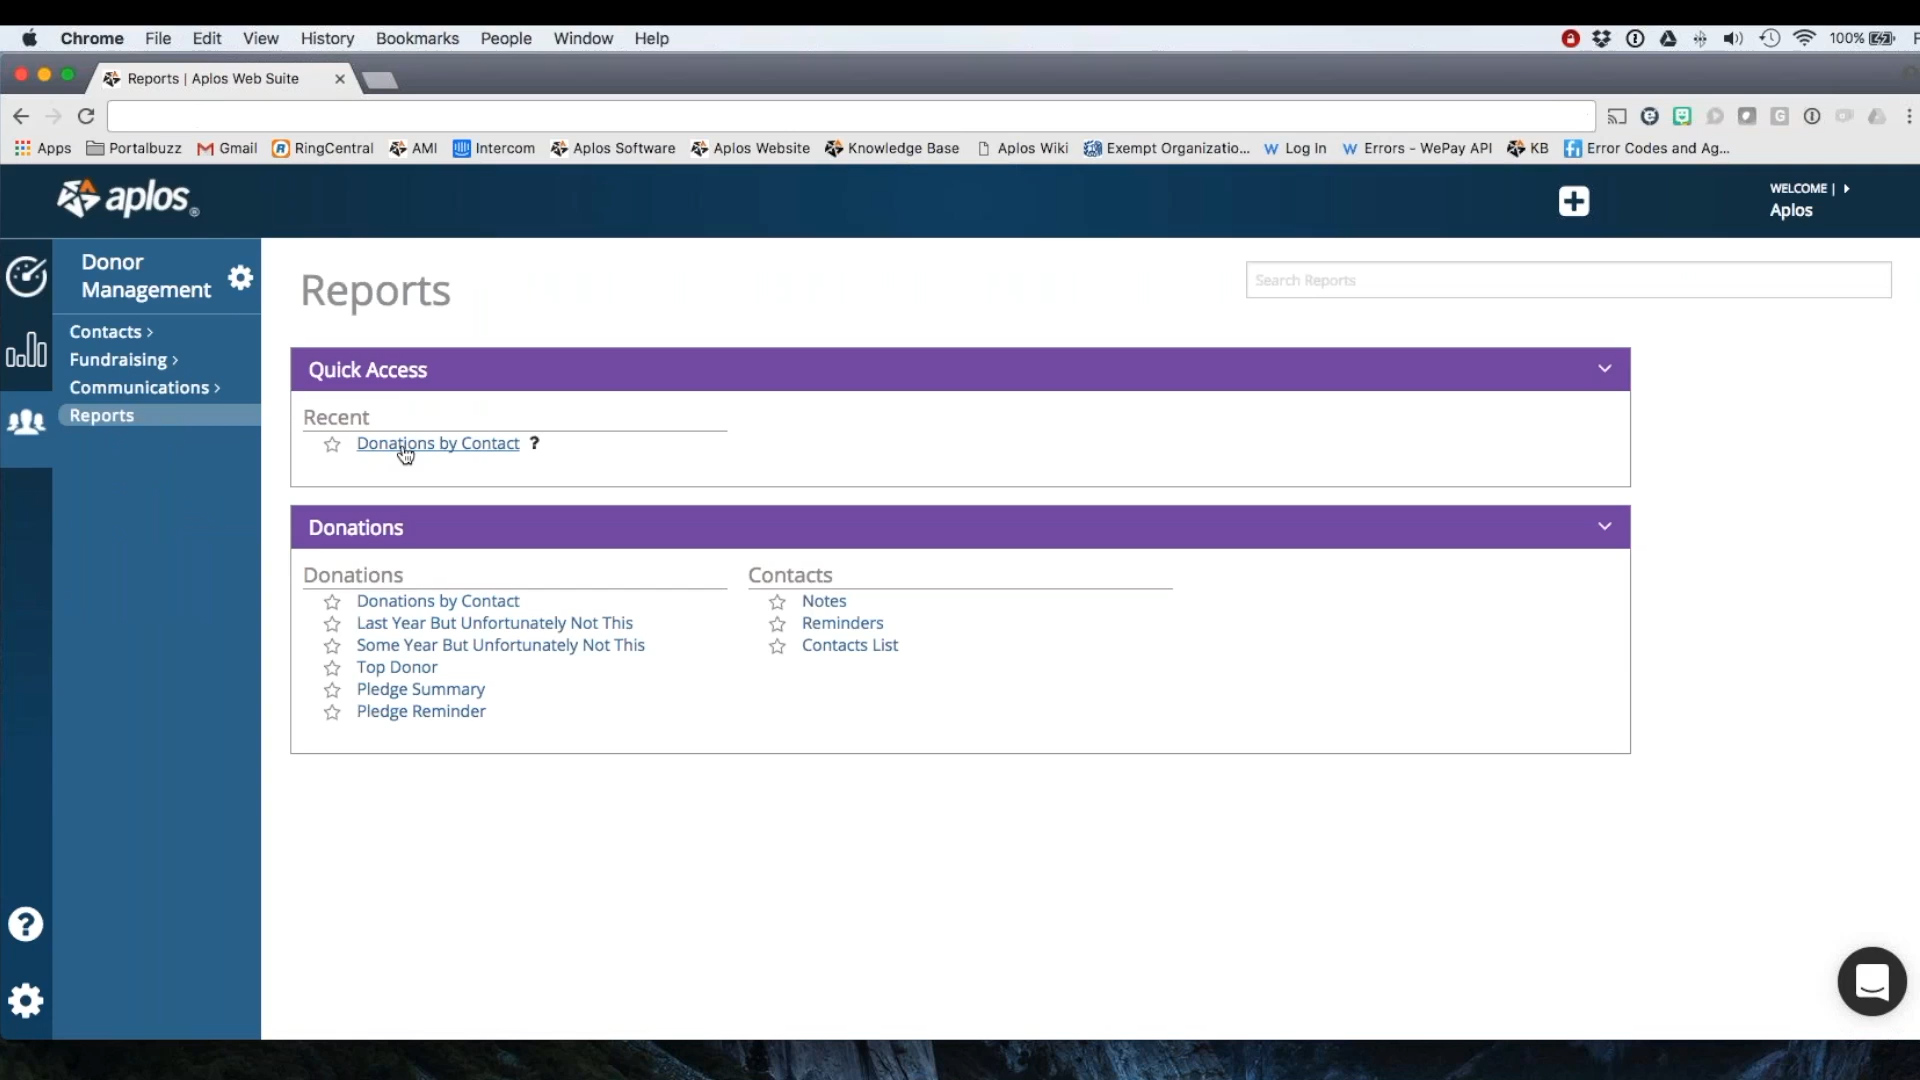 Chrome File Edit View History Bookmarks People Window Help 100%
Reports | Aplos Web Suite
Apps Portalbuzz Gmail RingCentral AMI Intercom Aplos Software Aplos Website Knowledge Base Aplos Wiki Exempt Organizatio... Log In Errors - WePay API KB Error Codes and Ag...
aplos
WELCOME |
Aplos
Donor
Management
Contacts >
Fundraising >
Communications >
Reports
Reports
Search Reports
Quick Access
Recent
Donations by Contact ?
Donations
Donations
Donations by Contact
Last Year But Unfortunately Not This
Some Year But Unfortunately Not This
Top Donor
Pledge Summary
Pledge Reminder
Contacts
Notes
Reminders
Contacts List